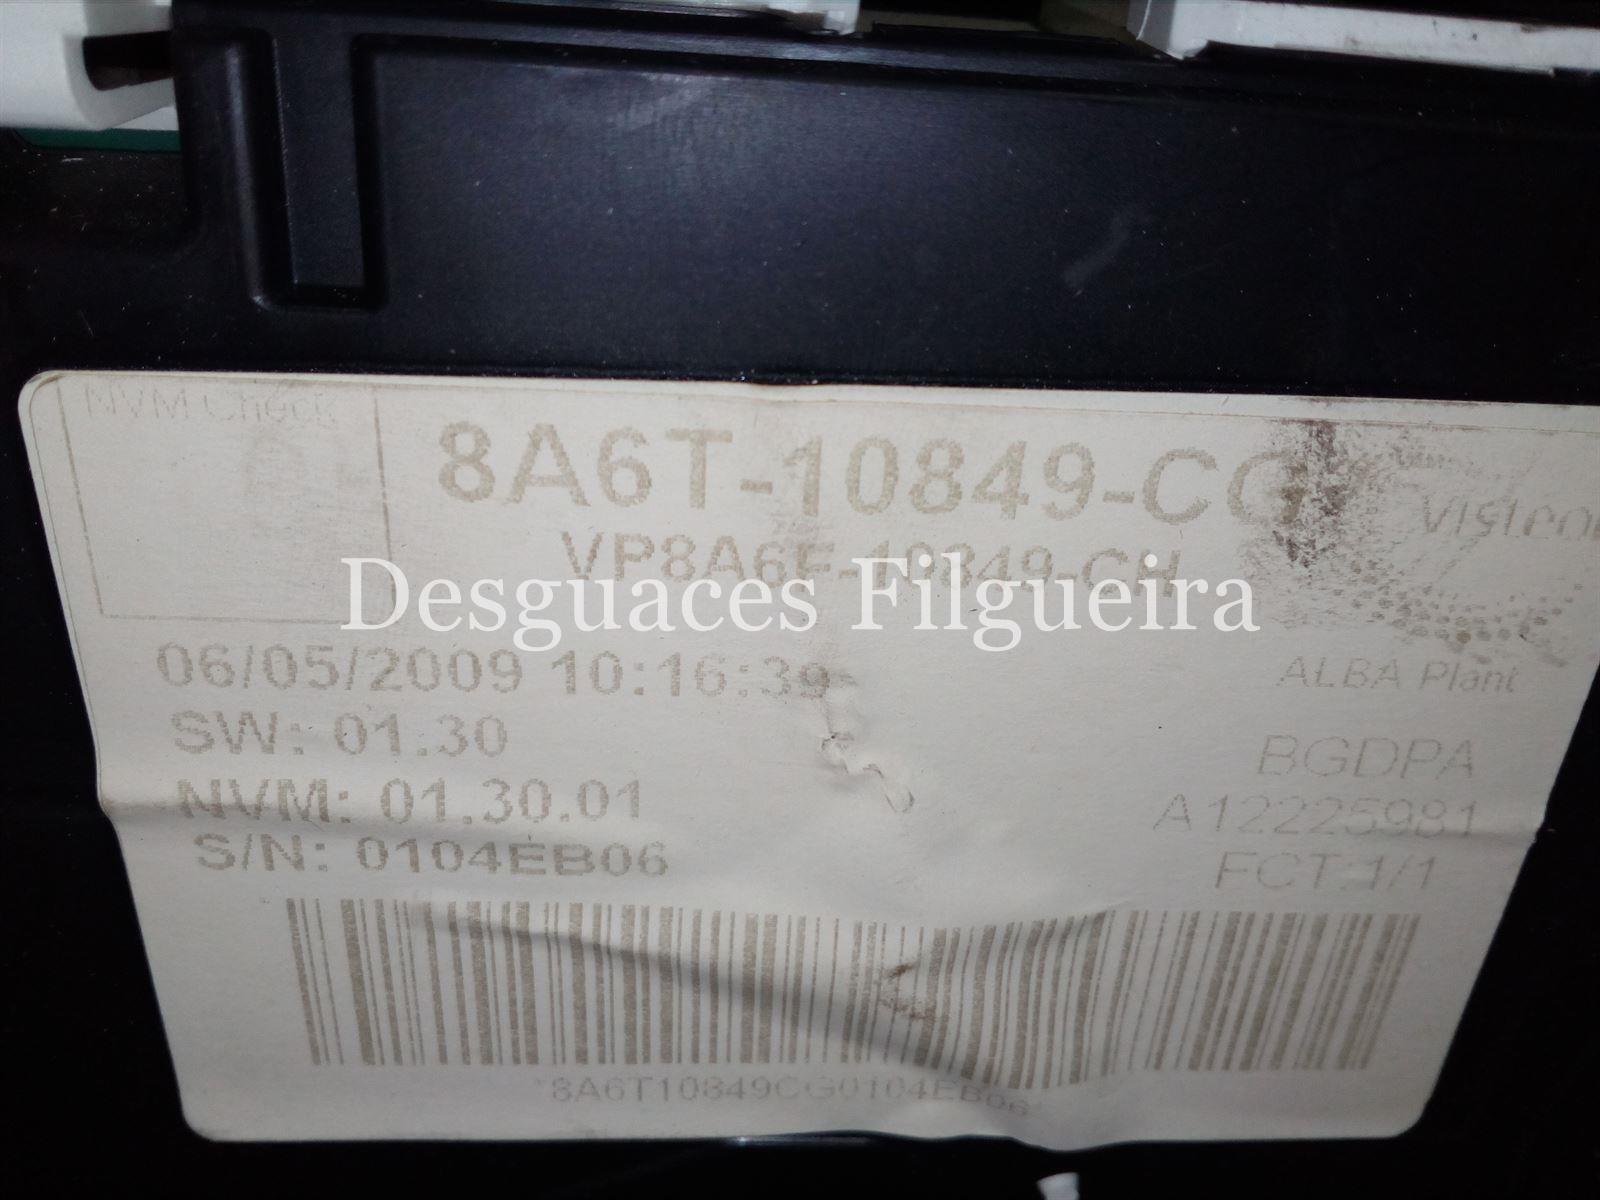 NVM Check
8A6T-10849-CG
Visteon
VP8A6F-10849-CH
Desguaces Filgueira
06/05/2009 10:16:39
ALBA Plant
SW: 01.30
BGDPA
NVM: 01.30.01
A12225981
S/N: 0104EB06
FCT:1/1
*8A6T10849CG0104EB06*